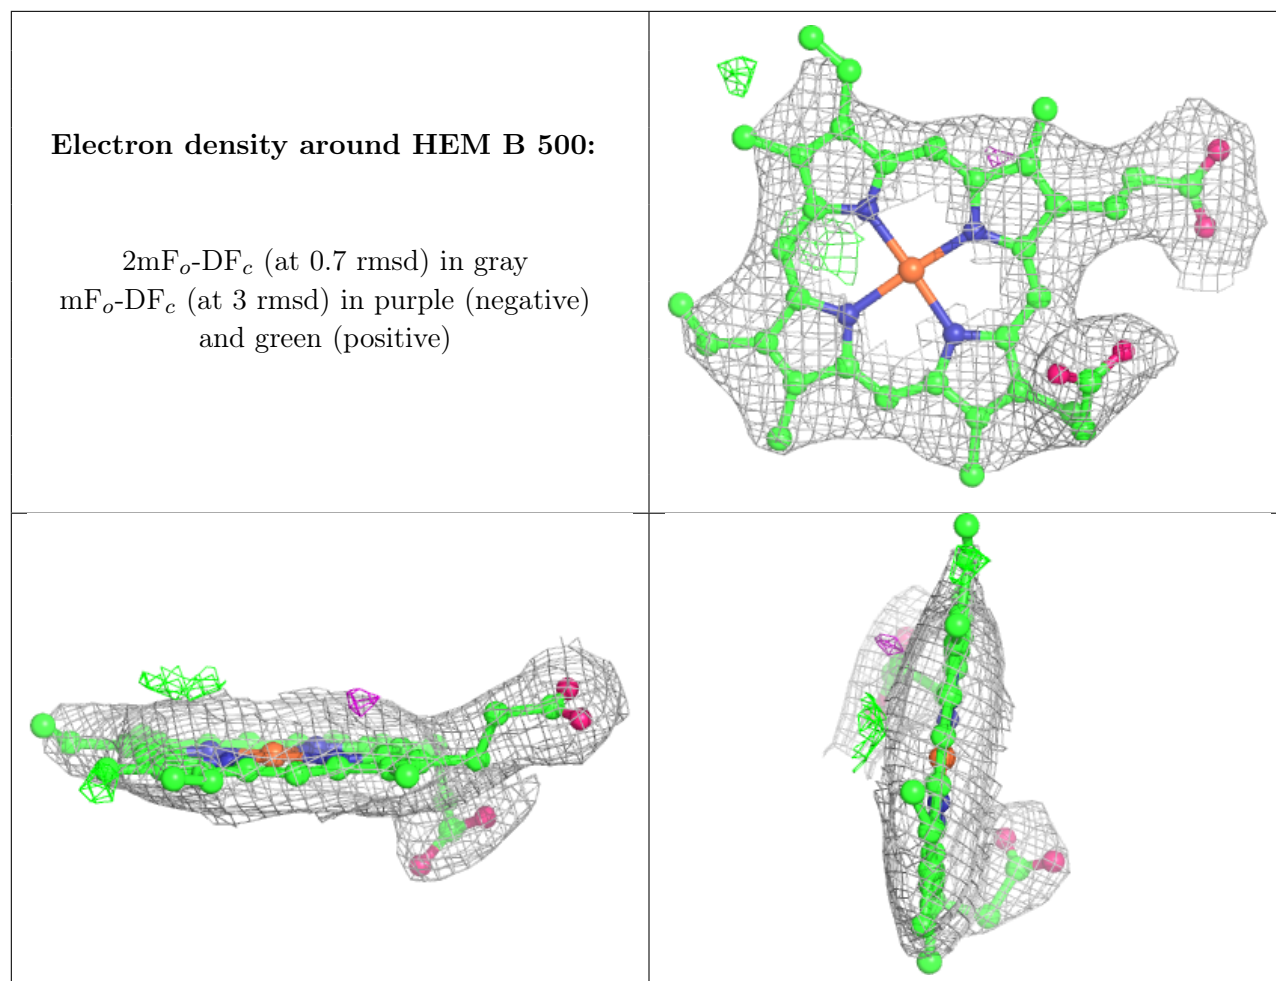 Electron density around HEM B 500:
2mFo-DFc (at 0.7 rmsd) in gray
mFo-DFc (at 3 rmsd) in purple (negative)
and green (positive)